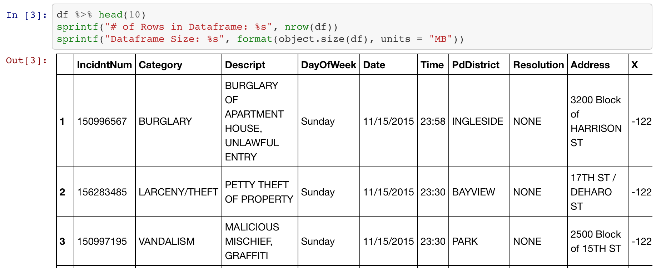 In [3]:
df %>% head(10)
sprintf("# of Rows in Dataframe: %s", nrow(df))
sprintf("Dataframe Size: %s", format(object.size(df), units = "MB"))
Out[3]:
IncidntNum Category Descript DayOfWeek Date Time PdDistrict Resolution Address X
1 150996567 BURGLARY BURGLARY
OF
APARTMENT
HOUSE,
UNLAWFUL
ENTRY
Sunday 11/15/2015 23:58 INGLESIDE NONE 3200 Block
of
HARRISON
ST
-122
2 156283485 LARCENY/THEFT PETTY THEFT
OF PROPERTY
Sunday 11/15/2015 23:30 BAYVIEW NONE 17TH ST /
DEHARO
ST
-122
3 150997195 VANDALISM MALICIOUS
MISCHIEF,
GRAFFITI
Sunday 11/15/2015 23:30 PARK NONE 2500 Block
of 15TH ST
-122